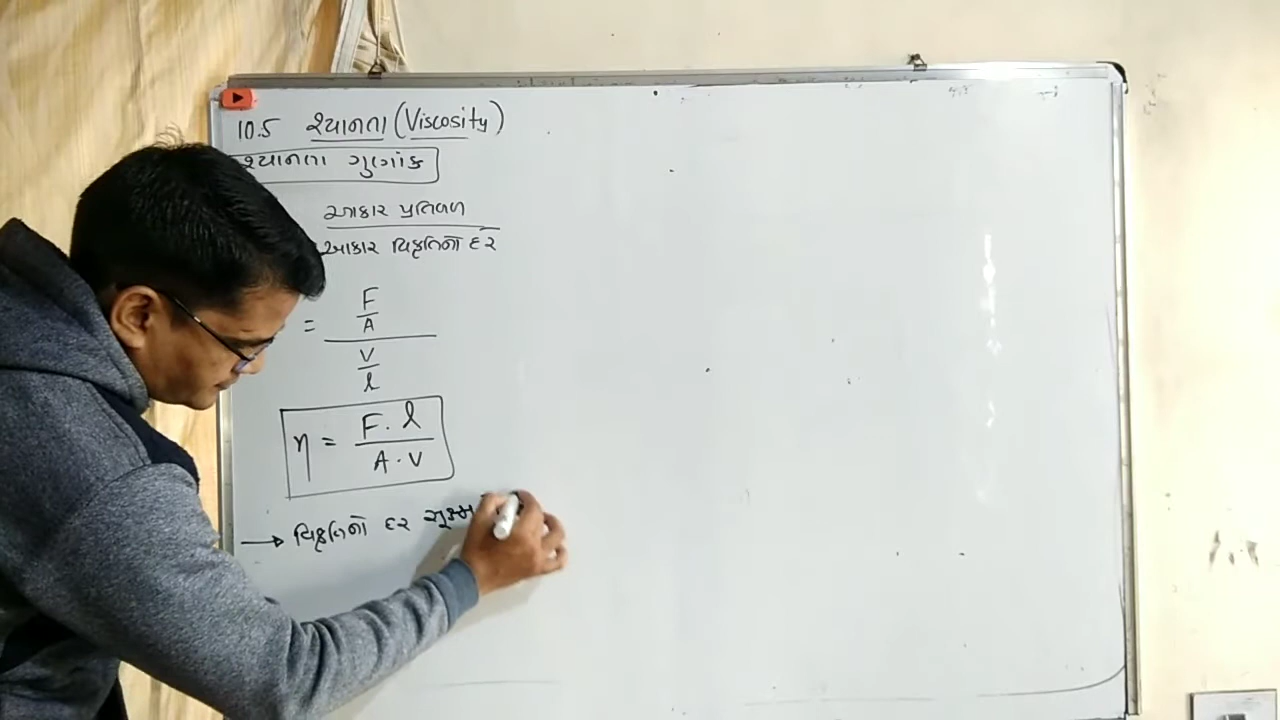 10.5 શ્યાનતા (Viscosity)
શ્યાનતા ગુણાંક
આકાર પ્રતિબળ
આકાર વિકૃતિનો દર
= F/A
V/l
η = F. l / A. V
→ વિકૃતિનો દર